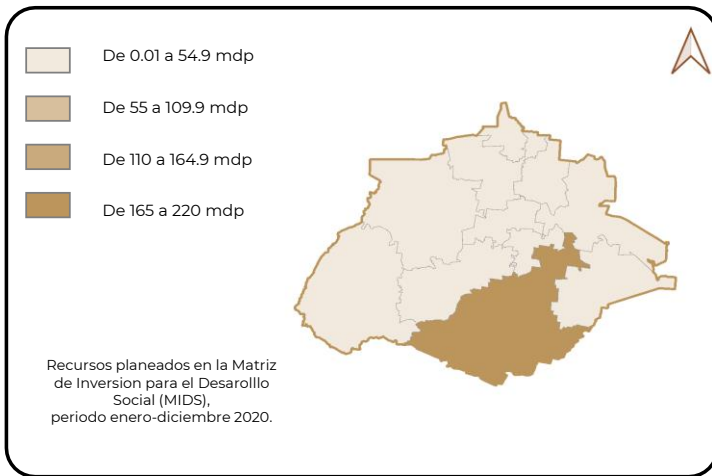 De 0.01 a 54.9 mdp
De 55 a 109.9 mdp
De 110 a 164.9 mdp
De 165 a 220 mdp
Recursos planeados en la Matriz
de Inversion para el Desarolllo
Social (MIDS),
periodo enero-diciembre 2020.